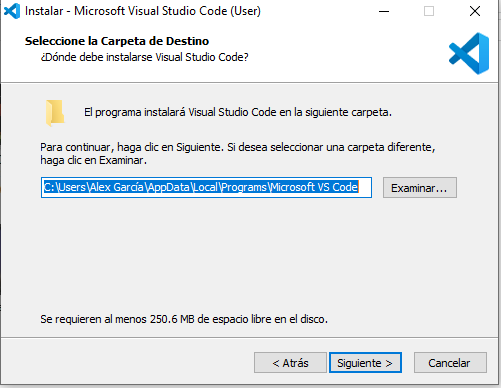 Instalar - Microsoft Visual Studio Code (User)
Seleccione la Carpeta de Destino
¿Dónde debe instalarse Visual Studio Code?
El programa instalará Visual Studio Code en la siguiente carpeta.
Para continuar, haga clic en Siguiente. Si desea seleccionar una carpeta diferente,
haga clic en Examinar.
C:\Users\Alex García\AppData\Local\Programs\Microsoft VS Code
Examinar...
Se requieren al menos 250.6 MB de espacio libre en el disco.
< Atrás
Siguiente >
Cancelar